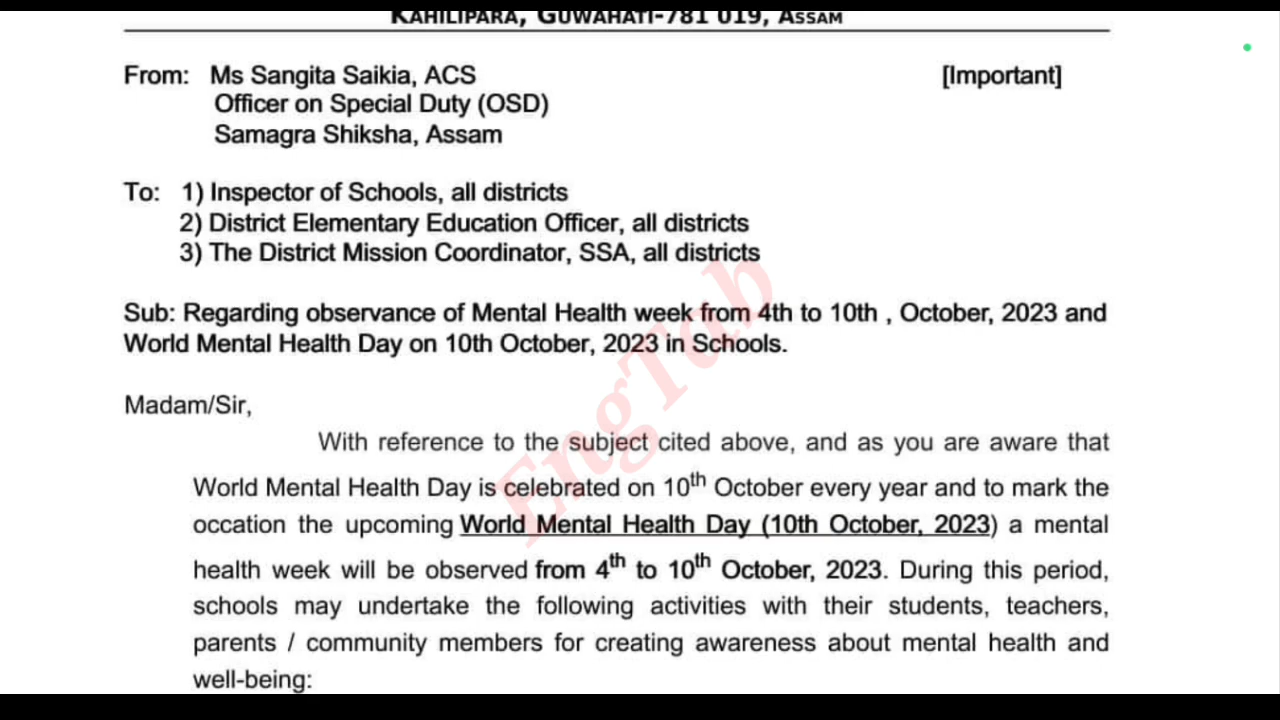 KAHILIPARA, GUWAHATI-781 019, ASSAM
From: Ms Sangita Saikia, ACS [Important]
Officer on Special Duty (OSD)
Samagra Shiksha, Assam
To: 1) Inspector of Schools, all districts
2) District Elementary Education Officer, all districts
3) The District Mission Coordinator, SSA, all districts
Sub: Regarding observance of Mental Health week from 4th to 10th , October, 2023 and
World Mental Health Day on 10th October, 2023 in Schools.
Madam/Sir,
With reference to the subject cited above, and as you are aware that
World Mental Health Day is celebrated on 10th October every year and to mark the
occation the upcoming World Mental Health Day (10th October, 2023) a mental
health week will be observed from 4th to 10th October, 2023. During this period,
schools may undertake the following activities with their students, teachers,
parents / community members for creating awareness about mental health and
well-being:
EngTab